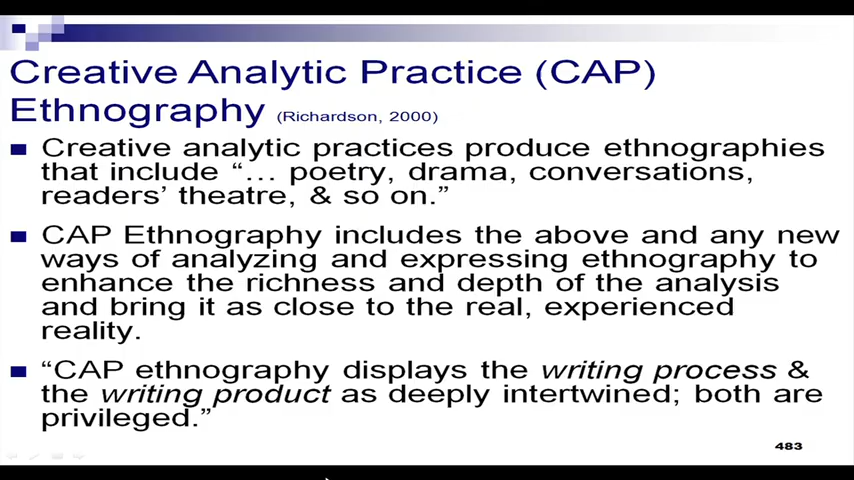 Creative Analytic Practice (CAP)
Ethnography (Richardson, 2000)
Creative analytic practices produce ethnographies
that include “… poetry, drama, conversations,
readers’ theatre, & so on.”
CAP Ethnography includes the above and any new
ways of analyzing and expressing ethnography to
enhance the richness and depth of the analysis
and bring it as close to the real, experienced
reality.
“CAP ethnography displays the writing process &
the writing product as deeply intertwined; both are
privileged.”
483